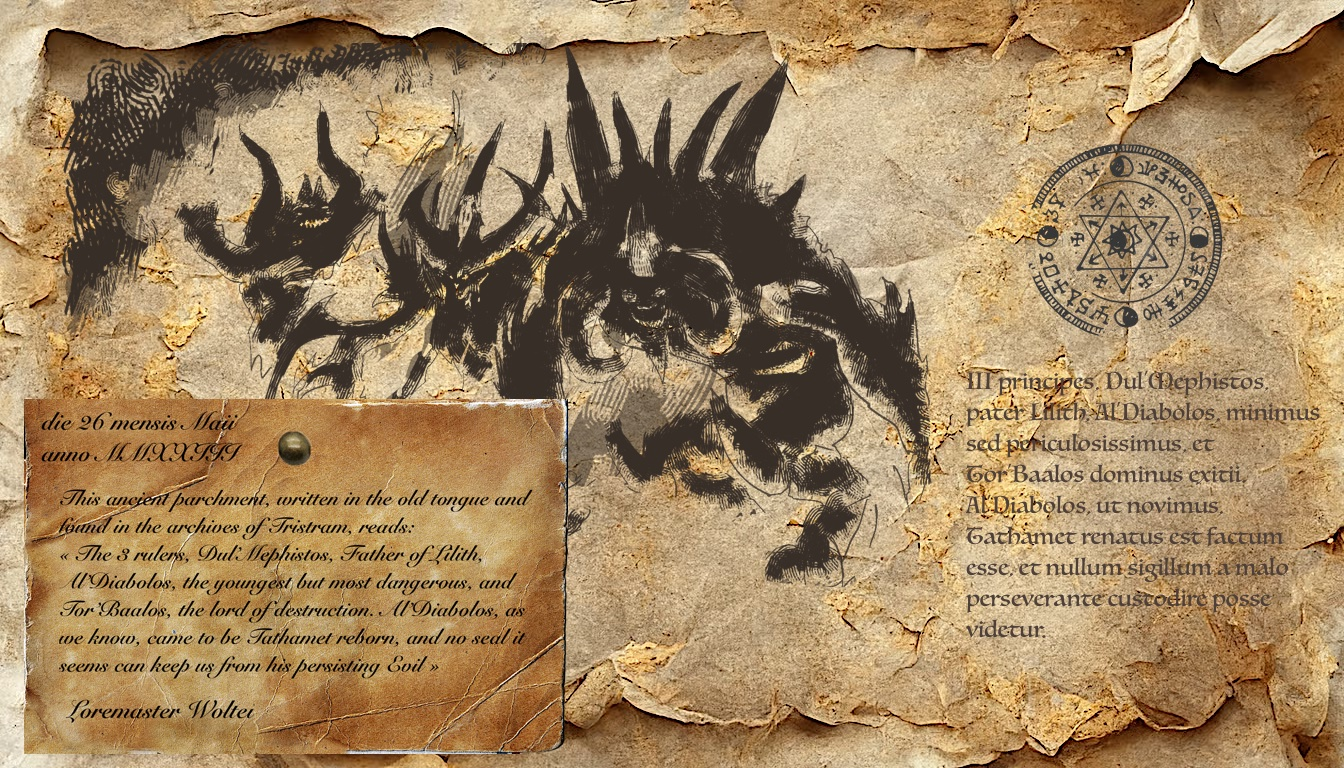 die 26 mensis Maii
anno MMXXIII
This ancient parchment, written in the old tongue and
found in the archives of Tristram, reads:
« The 3 rulers, Dul'Mephistos, Father of Lilith,
Al'Diabolos, the youngest but most dangerous, and
Tor'Baalos, the lord of destruction. Al'Diabolos, as
we know, came to be Tathamet reborn, and no seal it
seems can keep us from his persisting Evil »
Loremaster Woltei
III principes, Dul'Mephistos,
pater Lilith, Al'Diabolos, minimus
sed periculosissimus, et
Tor'Baalos dominus exitii.
Al'Diabolos, ut novimus,
Tathamet renatus est factum
esse, et nullum sigillum a malo
perseverante custodire posse
videtur.